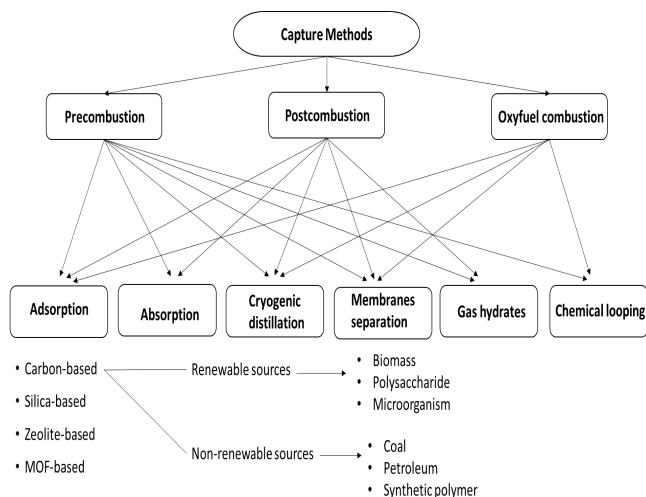 Capture Methods
Precombustion
Postcombustion
Oxyfuel combustion
Adsorption
Absorption
Cryogenic
distillation
Membranes
separation
Gas hydrates
Chemical looping
• Carbon-based
• Silica-based
• Zeolite-based
• MOF-based
Renewable sources
Non-renewable sources
• Biomass
• Polysaccharide
• Microorganism
• Coal
• Petroleum
• Synthetic polymer